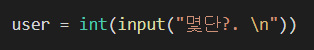 user = int(input("몇단?. \n"))